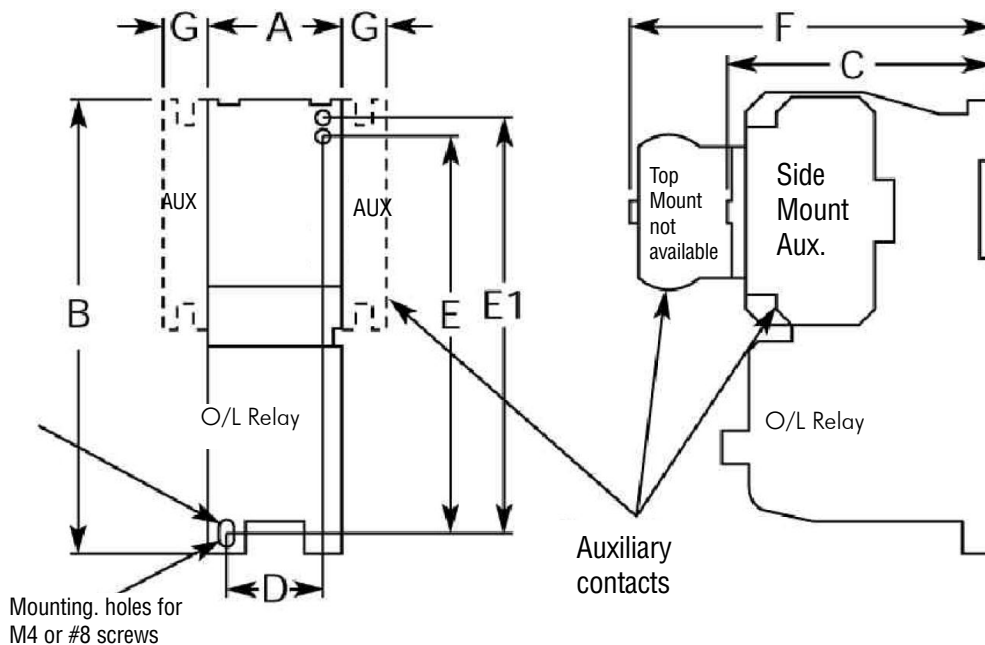 G
A
G
F
C
AUX
AUX
Top
Mount
not
available
Side
Mount
Aux.
B
E
E1
O/L Relay
O/L Relay
D
Auxiliary
contacts
Mounting. holes for
M4 or #8 screws